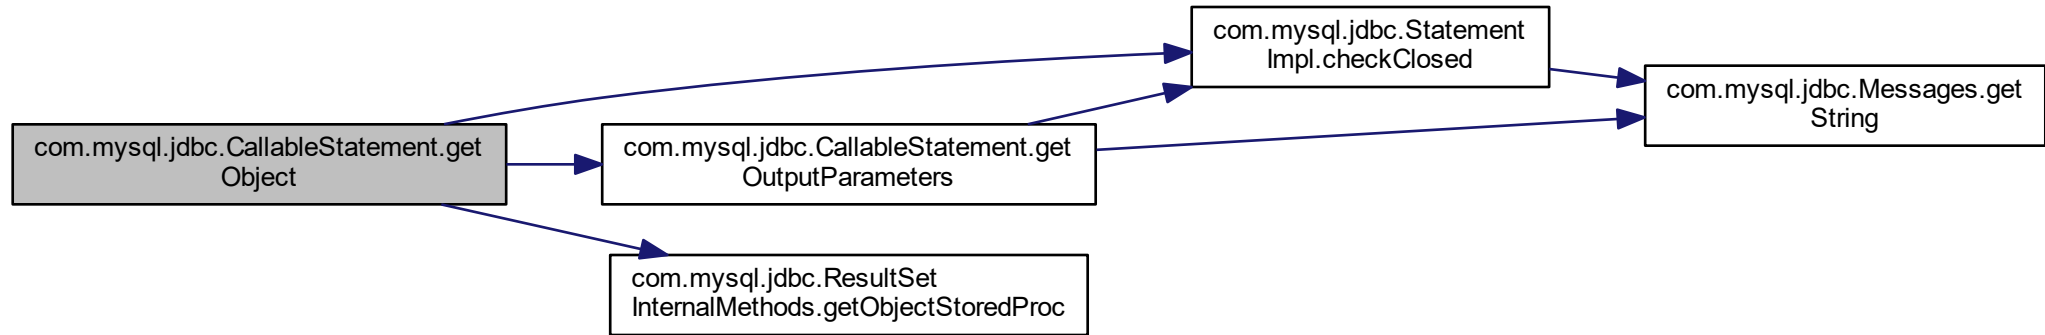 com.mysql.jdbc.CallableStatement.get
Object
com.mysql.jdbc.CallableStatement.get
OutputParameters
com.mysql.jdbc.ResultSet
InternalMethods.getObjectStoredProc
com.mysql.jdbc.Statement
Impl.checkClosed
com.mysql.jdbc.Messages.get
String